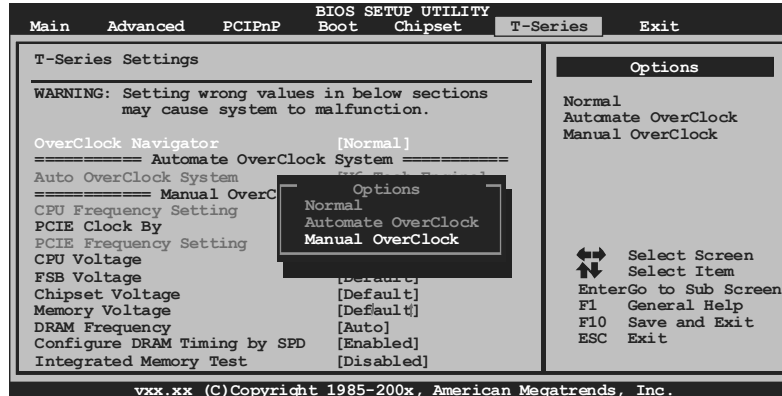 BIOS SETUP UTILITY
Main Advanced PCIPnP Boot Chipset T-Series Exit
T-Series Settings
WARNING: Setting wrong values in below sections
may cause system to malfunction.
OverClock Navigator [Normal]
=========== Automate OverClock System ===========
Auto OverClock System [V6-Tech Engine]
============ Manual OverC
CPU Frequency Setting
PCIE Clock By
PCIE Frequency Setting
CPU Voltage
FSB Voltage [Default]
Chipset Voltage [Default]
Memory Voltage [Default]
DRAM Frequency [Auto]
Configure DRAM Timing by SPD [Enabled]
Integrated Memory Test [Disabled]
Options
Normal
Automate OverClock
Manual OverClock
Options
Normal
Automate OverClock
Manual OverClock
Select Screen
Select Item
EnterGo to Sub Screen
F1 General Help
F10 Save and Exit
ESC Exit
vxx.xx (C)Copyright 1985-200x, American Megatrends, Inc.